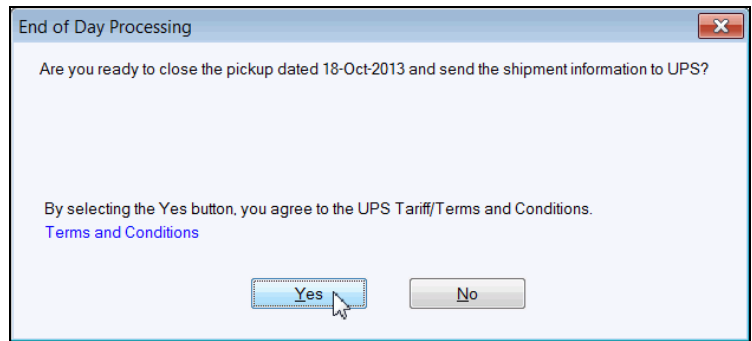 End of Day Processing
Are you ready to close the pickup dated 18-Oct-2013 and send the shipment information to UPS?
By selecting the Yes button, you agree to the UPS Tariff/Terms and Conditions.
Terms and Conditions
Yes No